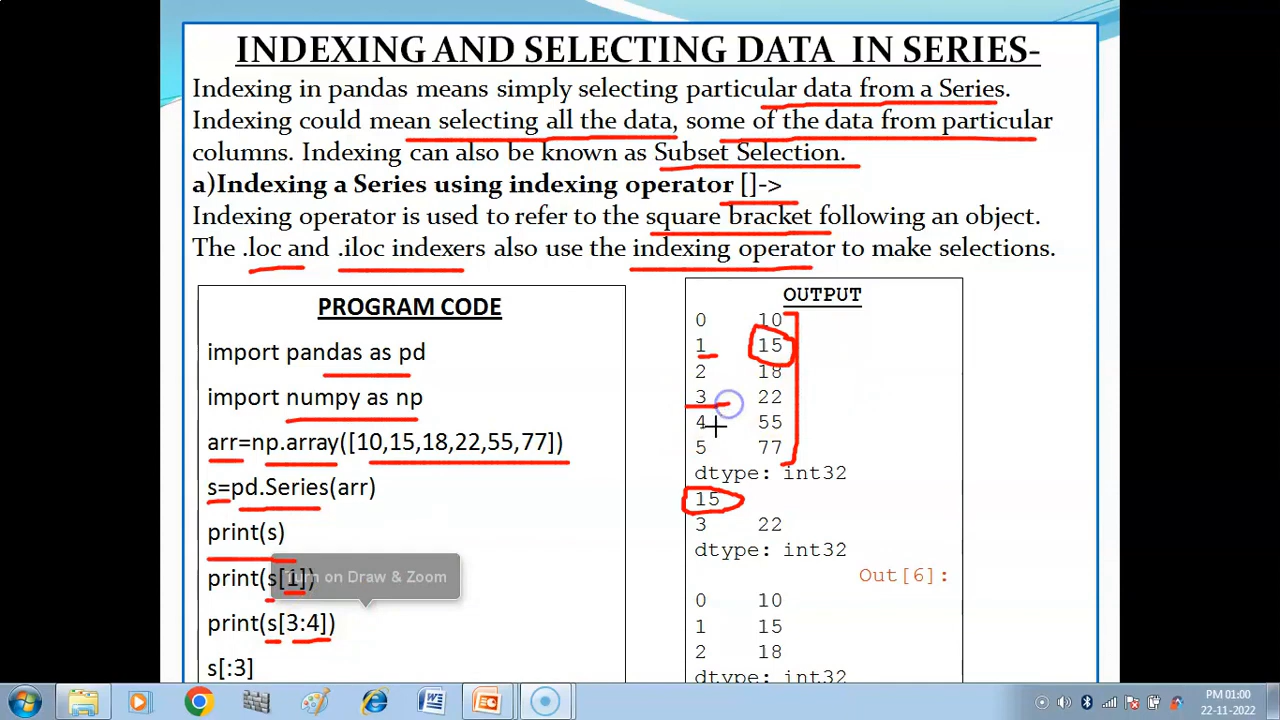 INDEXING AND SELECTING DATA IN SERIES-
Indexing in pandas means simply selecting particular data from a Series.
Indexing could mean selecting all the data, some of the data from particular
columns. Indexing can also be known as Subset Selection.
a)Indexing a Series using indexing operator []->
Indexing operator is used to refer to the square bracket following an object.
The .loc and .iloc indexers also use the indexing operator to make selections.
PROGRAM CODE
import pandas as pd
import numpy as np
arr=np.array([10,15,18,22,55,77])
s=pd.Series(arr)
print(s)
print(s[1])
Turn on Draw & Zoom
print(s[3:4])
s[:3]
OUTPUT
0 10
1 15
2 18
3 22
4 55
5 77
dtype: int32
15
3 22
dtype: int32
Out[6]:
0 10
1 15
2 18
dtype: int32
PM 01:00
22-11-2022